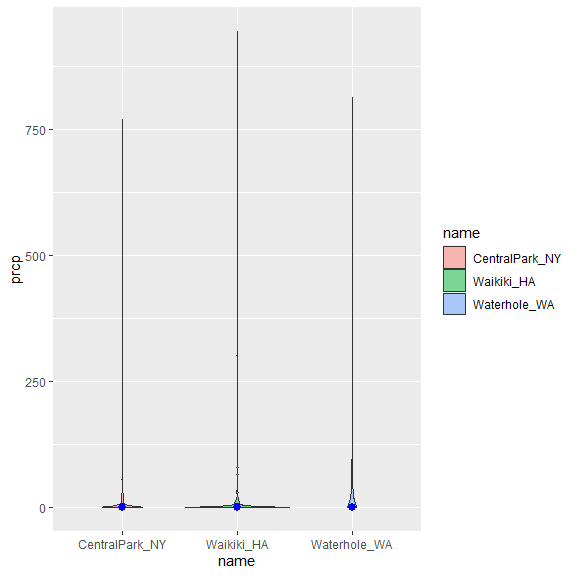 750
500
250
0
prcp
CentralPark_NY
Waikiki_HA
Waterhole_WA
name
name
CentralPark_NY
Waikiki_HA
Waterhole_WA